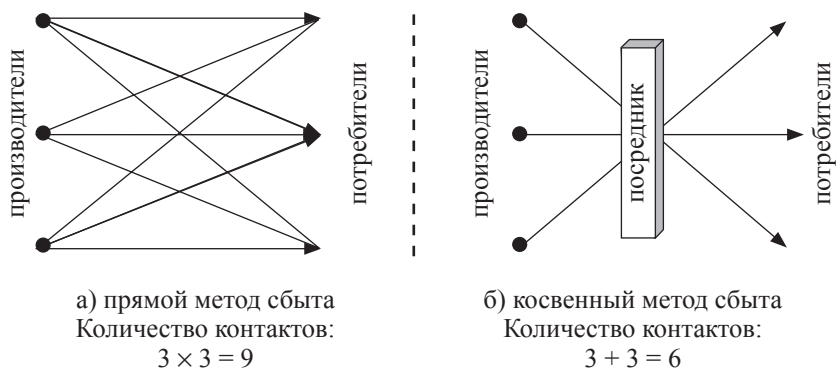 производители
потребители
производители
посредник
потребители
а) прямой метод сбыта
Количество контактов:
3 × 3 = 9
б) косвенный метод сбыта
Количество контактов:
3 + 3 = 6